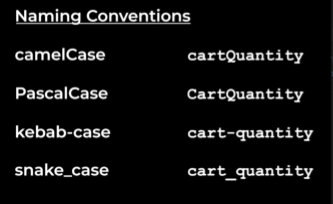 Naming Conventions
camelCase cartQuantity
PascalCase CartQuantity
kebab-case cart-quantity
snake_case cart_quantity